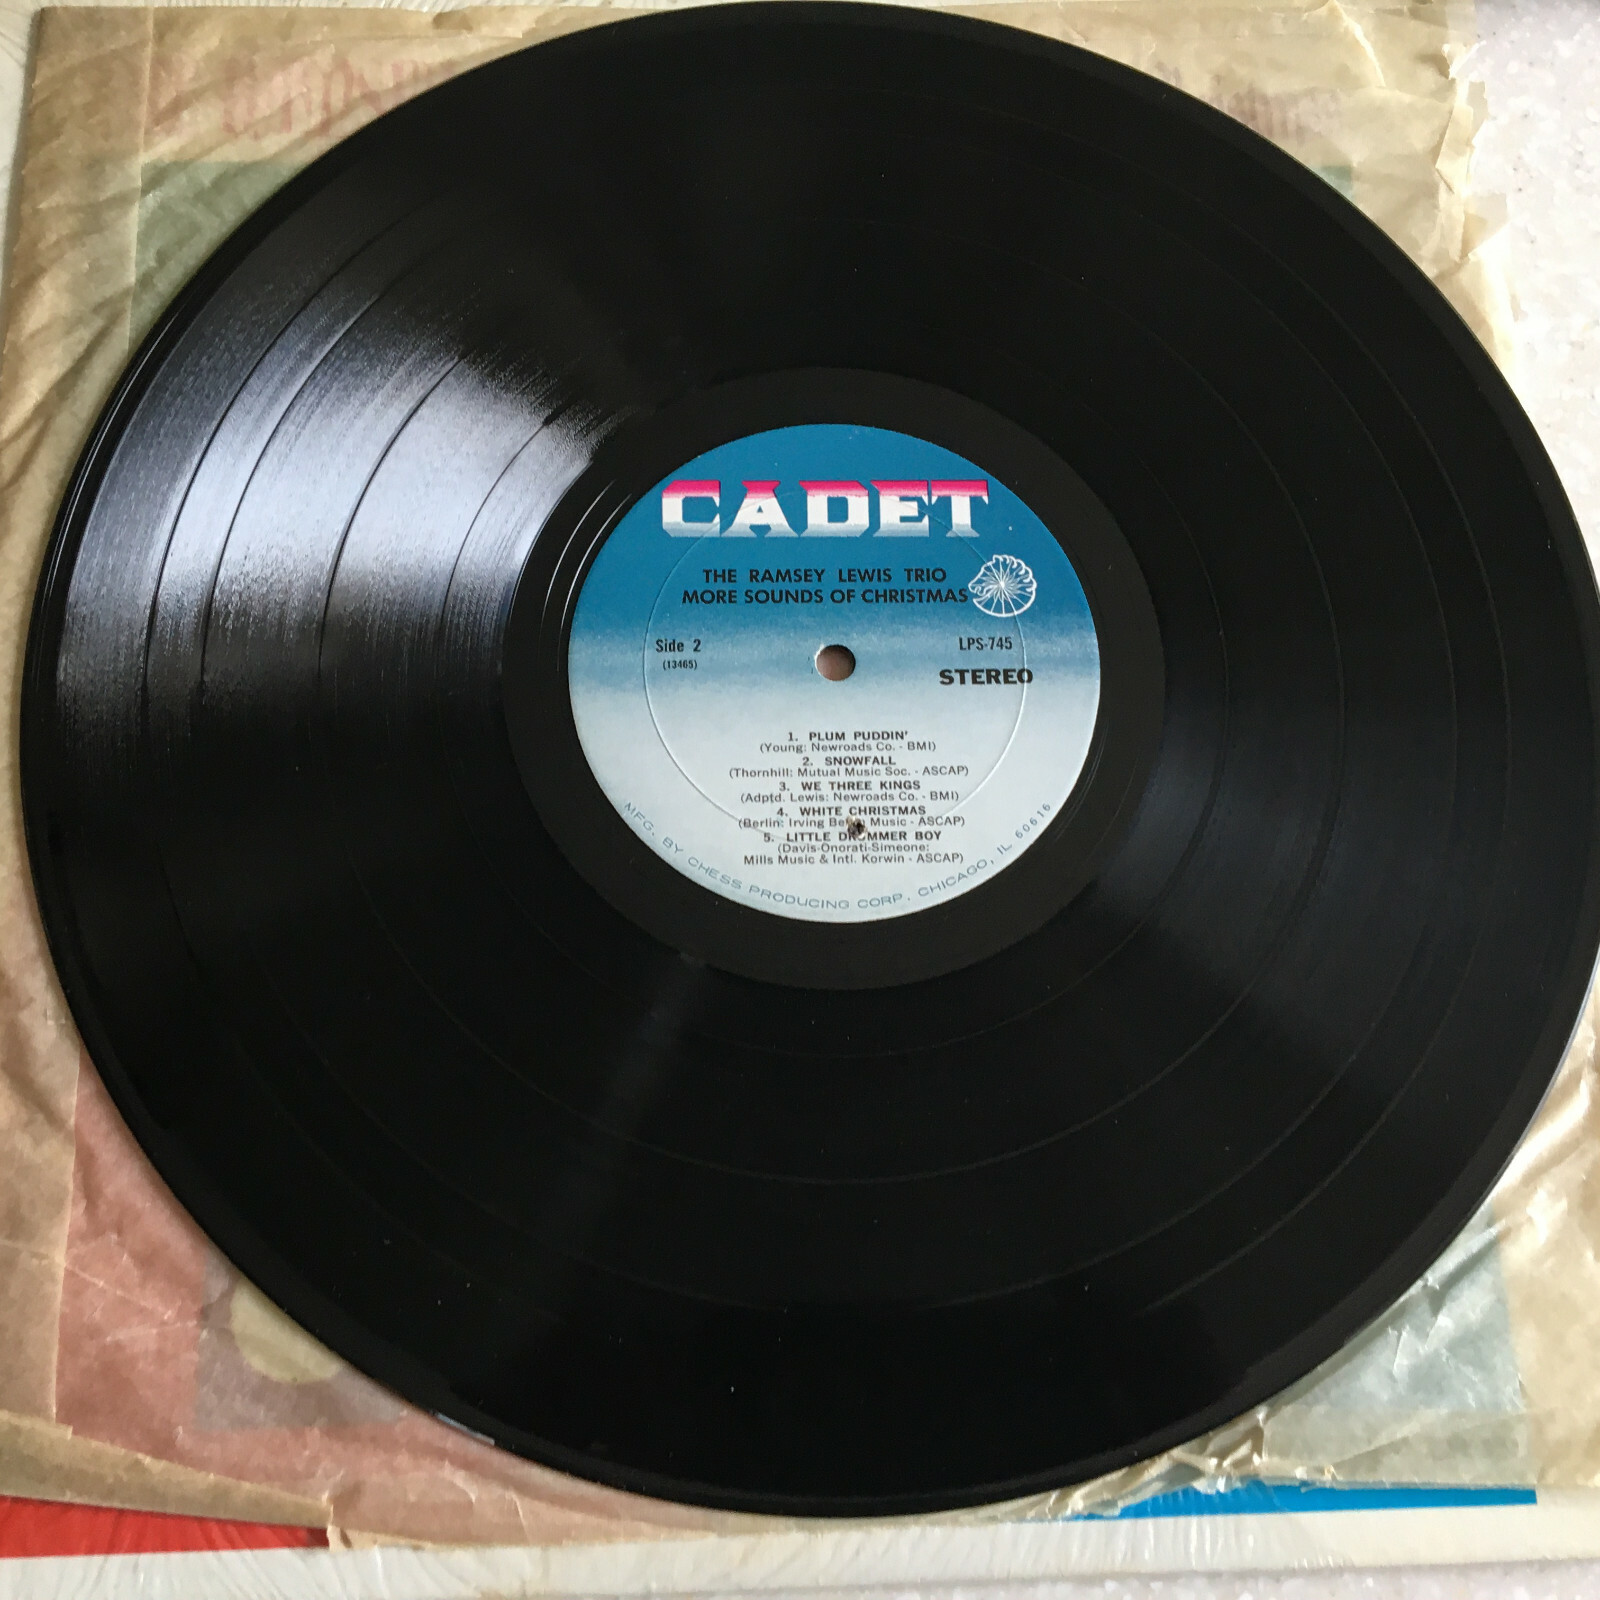 CADET
THE RAMSEY LEWIS TRIO
MORE SOUNDS OF CHRISTMAS
Side 2
(13465)
LPS-745
STEREO
1. PLUM PUDDIN'
(Young: Newroads Co. - BMI)
2. SNOWFALL
(Thornhill: Mutual Music Soc. - ASCAP)
3. WE THREE KINGS
(Adptd. Lewis: Newroads Co. - BMI)
4. WHITE CHRISTMAS
(Berlin: Irving Berlin Music - ASCAP)
5. LITTLE DRUMMER BOY
(Davis-Onorati-Simeone:
Mills Music & Intl. Korwin - ASCAP)
MFG. BY CHESS PRODUCING CORP. CHICAGO, IL 60616